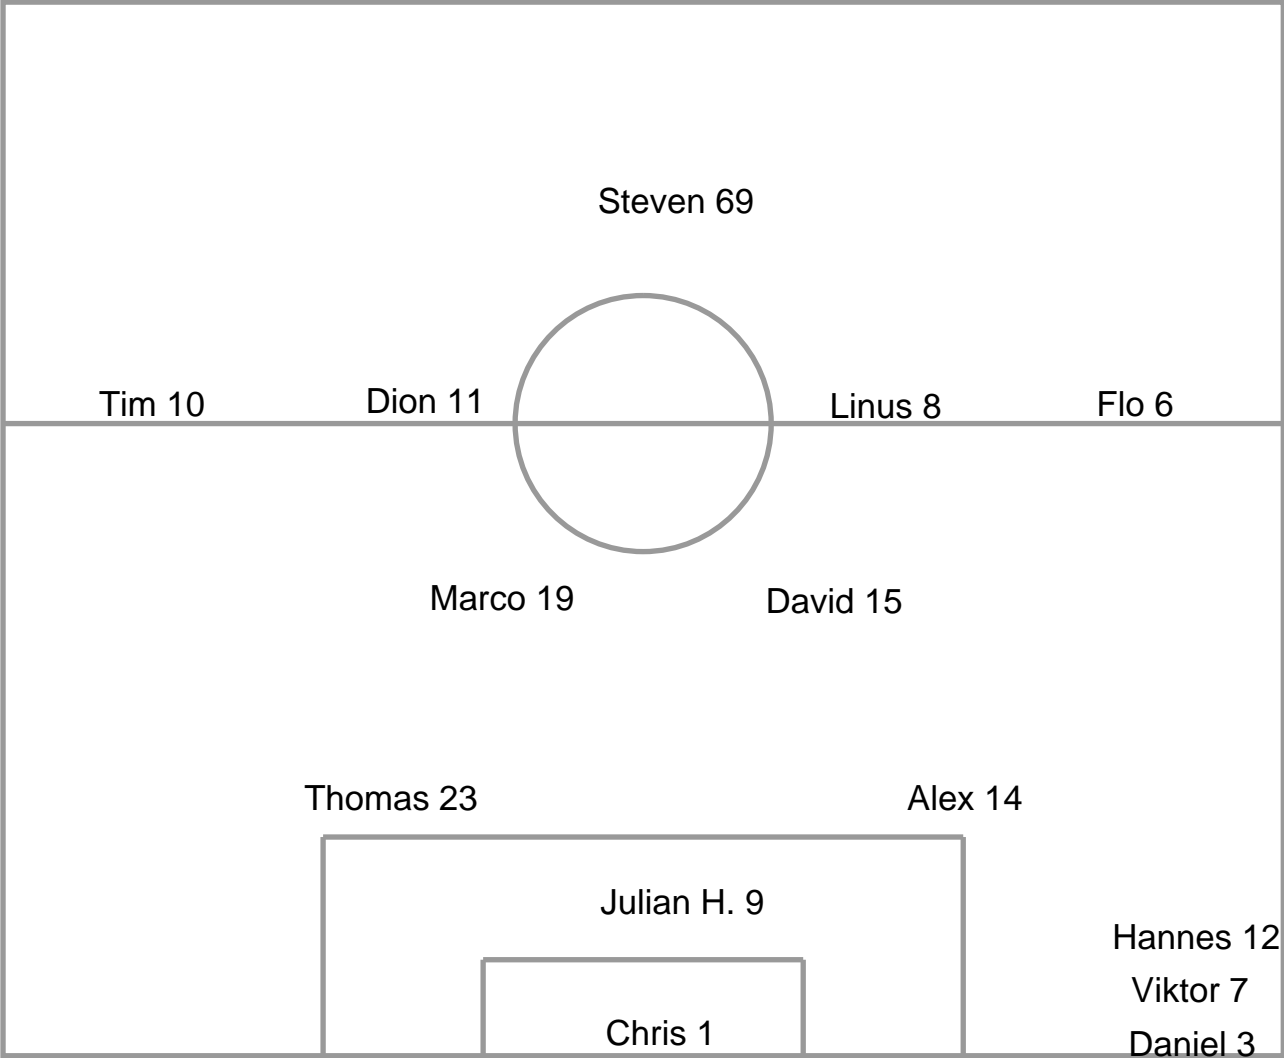 Steven 69
Tim 10
Dion 11
Linus 8
Flo 6
Marco 19
David 15
Thomas 23
Alex 14
Julian H. 9
Hannes 12
Viktor 7
Chris 1
Daniel 3